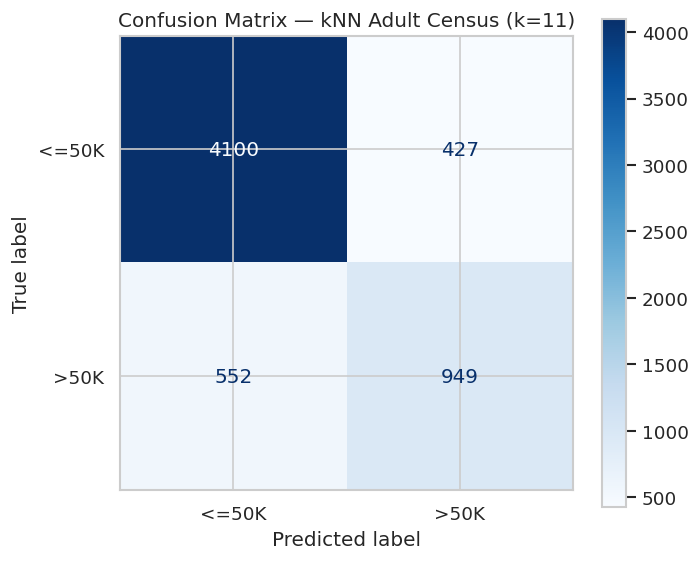 Confusion Matrix — kNN Adult Census (k=11)
True label
<=50K
4100
427
>50K
552
949
<=50K
>50K
Predicted label
4000
3500
3000
2500
2000
1500
1000
500